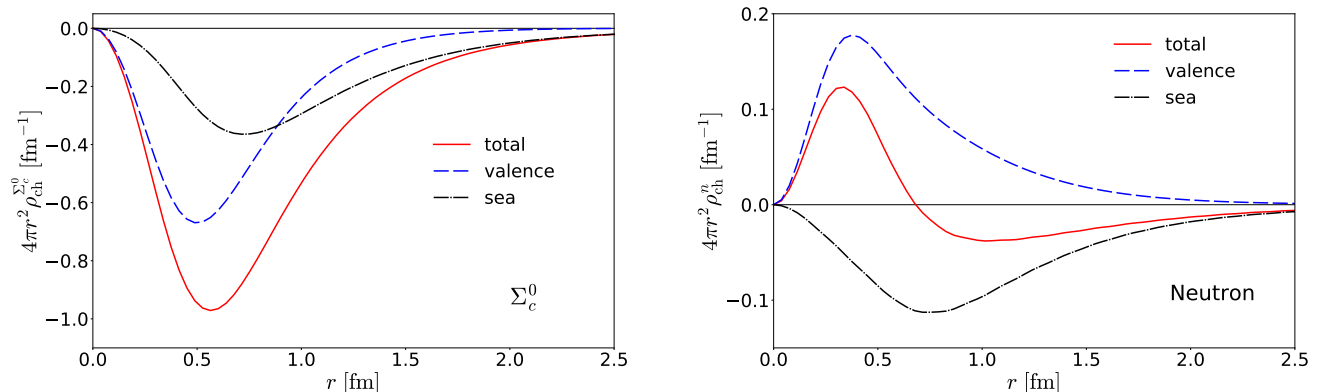 0.0
−0.2
−0.4
−0.6
−0.8
−1.0
4πr²ρ_ch^{Σ_c^0} [fm⁻¹]
total
valence
sea
Σ_c^0
0.0 0.5 1.0 1.5 2.0 2.5
r [fm]
0.2
0.1
0.0
−0.1
4πr²ρ_ch^n [fm⁻¹]
total
valence
sea
Neutron
0.0 0.5 1.0 1.5 2.0 2.5
r [fm]